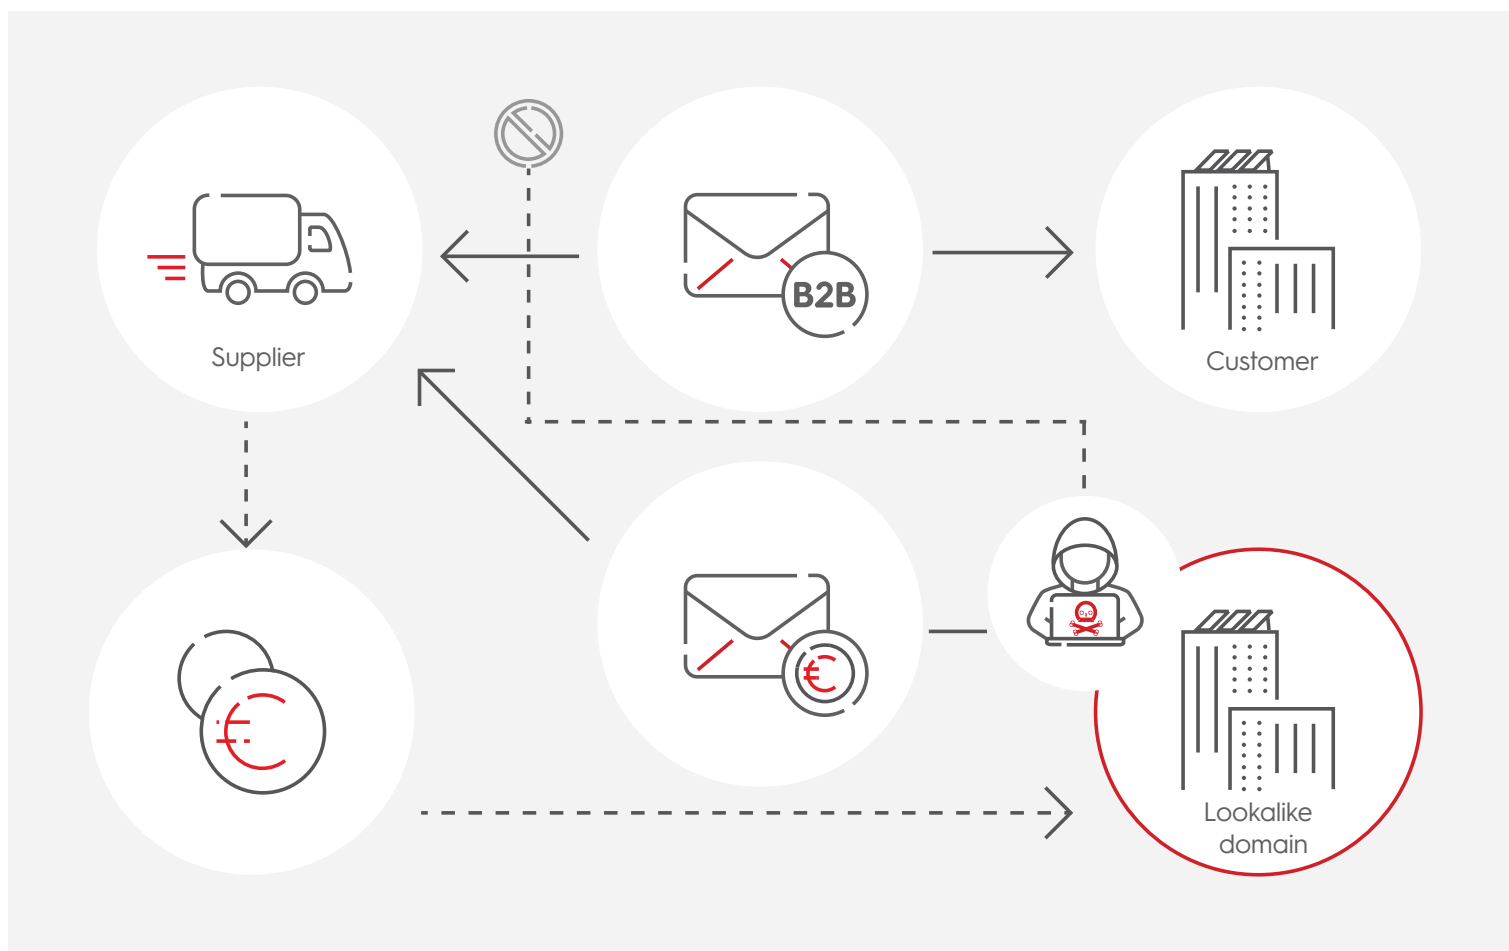 B2B
Supplier
Customer
€
€
Lookalike
domain